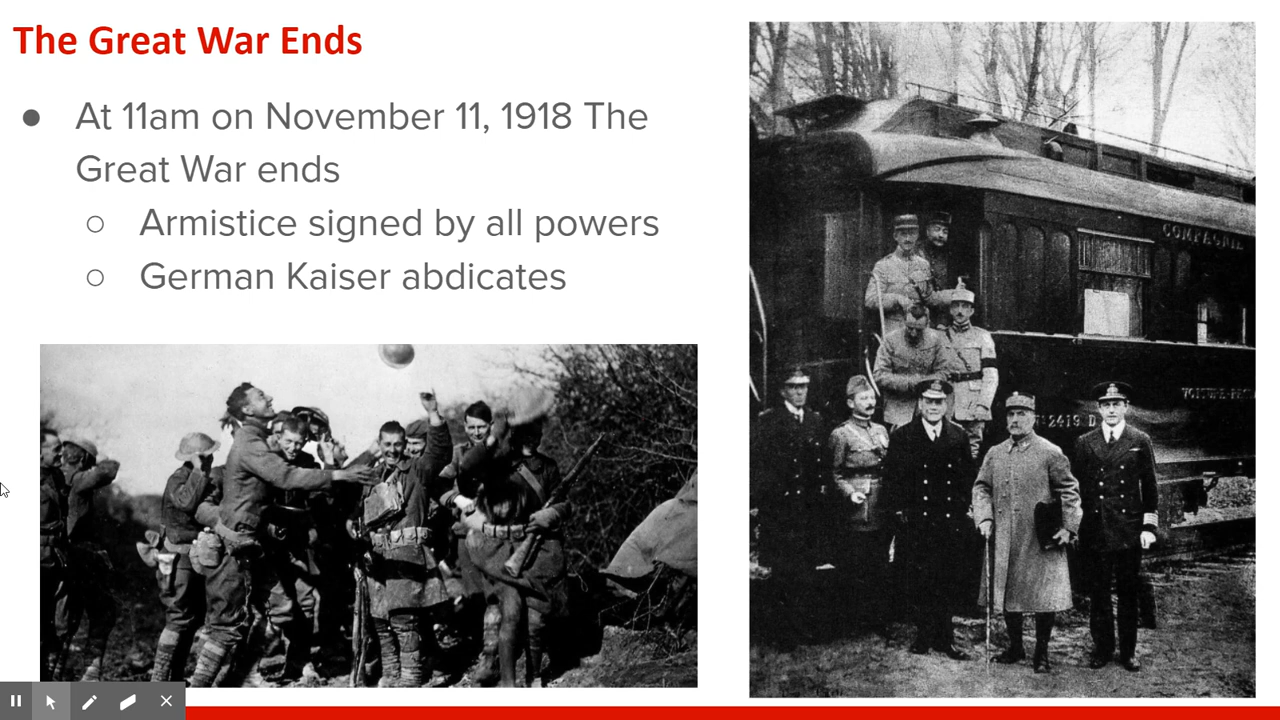 The Great War Ends
● At 11am on November 11, 1918 The
Great War ends
○ Armistice signed by all powers
○ German Kaiser abdicates
COMPAGNIE
Nº 2419 D